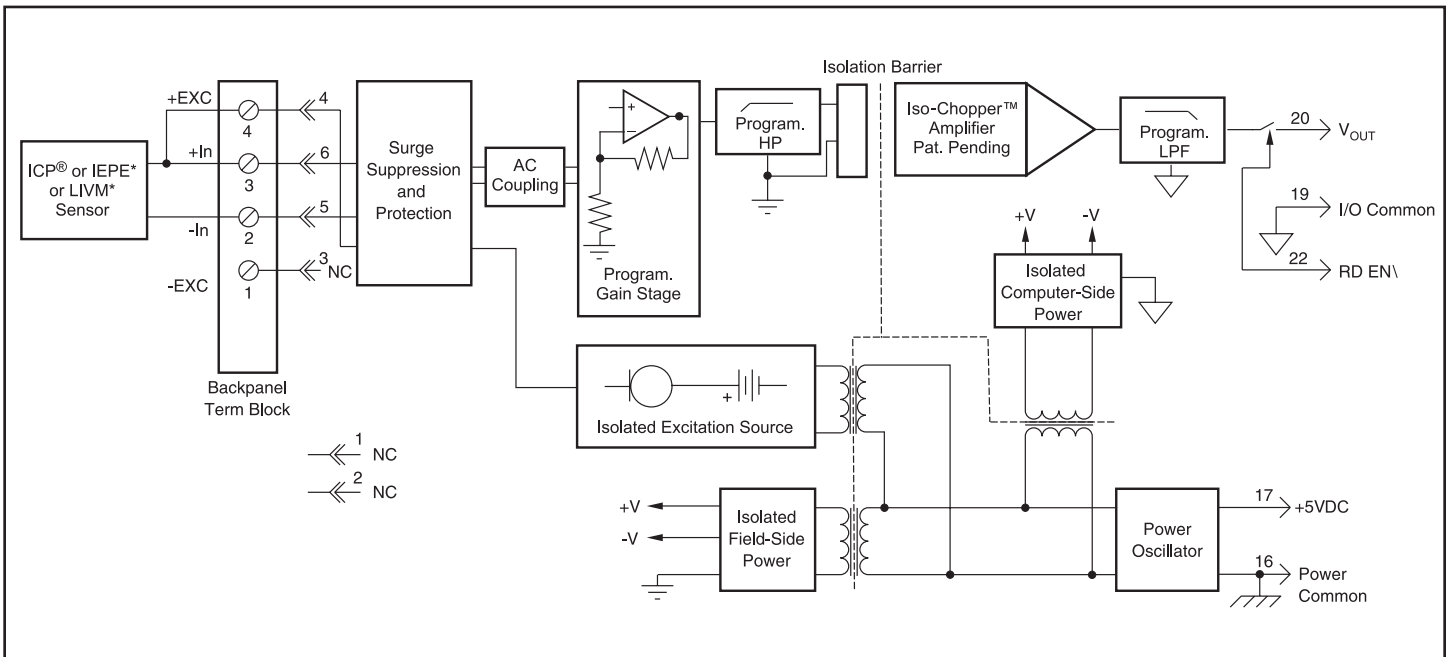 Isolation Barrier
+EXC
4
4
+In
6
3
ICP® or IEPE*
or LIVM*
Sensor
5
-In
2
3
NC
-EXC
1
Backpanel
Term Block
1
NC
2
NC
Surge
Suppression
and
Protection
AC
Coupling
+
–
Program.
Gain Stage
Program.
HP
Iso-Chopper™
Amplifier
Pat. Pending
Program.
LPF
20
VOUT
19
I/O Common
22
RD EN\
+V
-V
Isolated
Computer-Side
Power
+
Isolated Excitation Source
+V
-V
Isolated
Field-Side
Power
Power
Oscillator
17
+5VDC
16
Power
Common